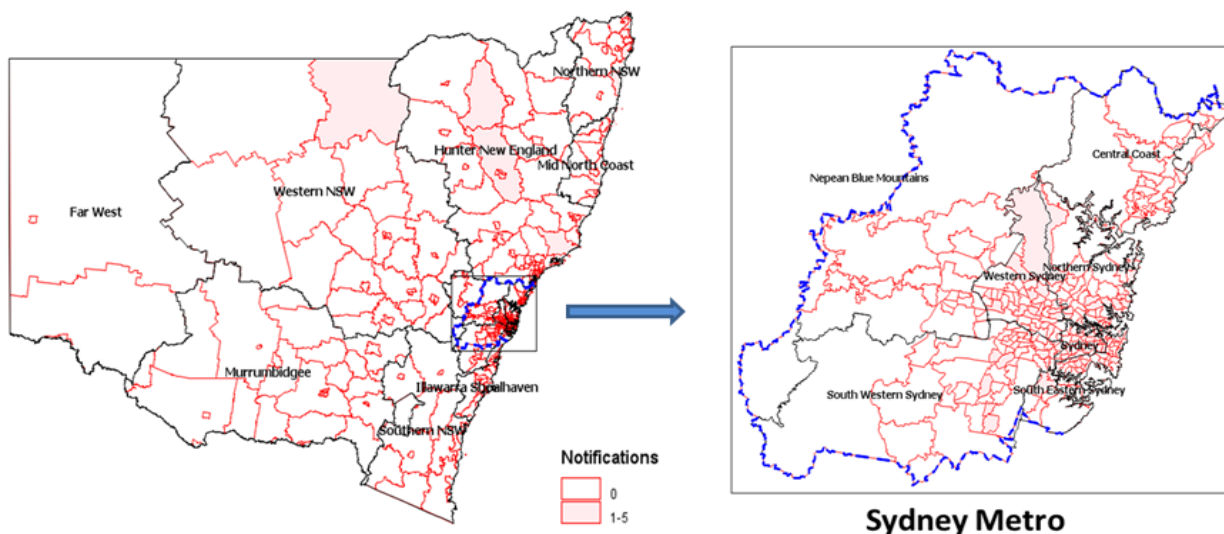 Northern NSW
Hunter New England
Mid North Coast
Western NSW
Far West
Murrumbidgee
Illawarra Shoalhaven
Southern NSW
Notifications
0
1-5
Central Coast
Nepean Blue Mountains
Northern Sydney
Western Sydney
Sydney
South Western Sydney
South Eastern Sydney
Sydney Metro